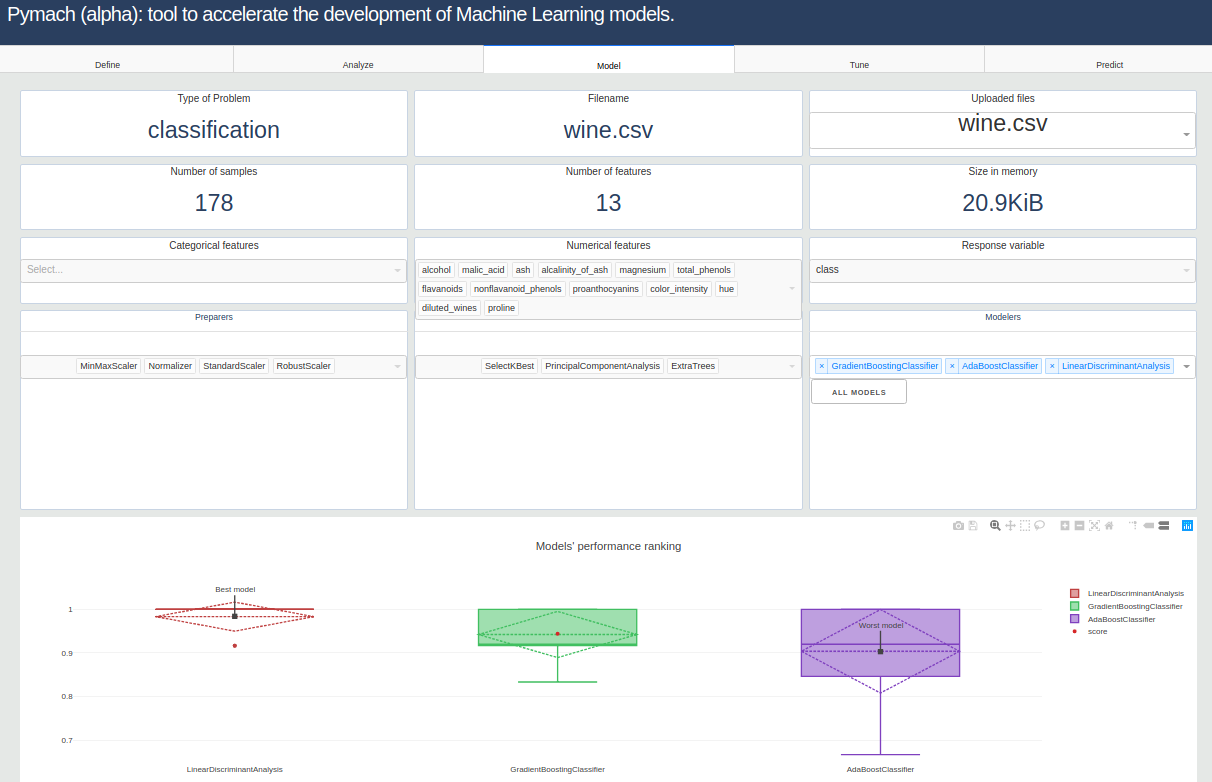 Pymach (alpha): tool to accelerate the development of Machine Learning models.
Define
Analyze
Model
Tune
Predict
Type of Problem
classification
Filename
wine.csv
Uploaded files
wine.csv
Number of samples
178
Number of features
13
Size in memory
20.9KiB
Categorical features
Select...
Numerical features
alcohol malic_acid ash alcalinity_of_ash magnesium total_phenols
flavanoids nonflavanoid_phenols proanthocyanins color_intensity hue
diluted_wines proline
Response variable
class
Preparers
MinMaxScaler Normalizer StandardScaler RobustScaler
SelectKBest PrincipalComponentAnalysis ExtraTrees
Modelers
× GradientBoostingClassifier × AdaBoostClassifier × LinearDiscriminantAnalysis
ALL MODELS
Models' performance ranking
Best model
Worst model
1
0.9
0.8
0.7
LinearDiscriminantAnalysis
GradientBoostingClassifier
AdaBoostClassifier
LinearDiscriminantAnalysis
GradientBoostingClassifier
AdaBoostClassifier
score